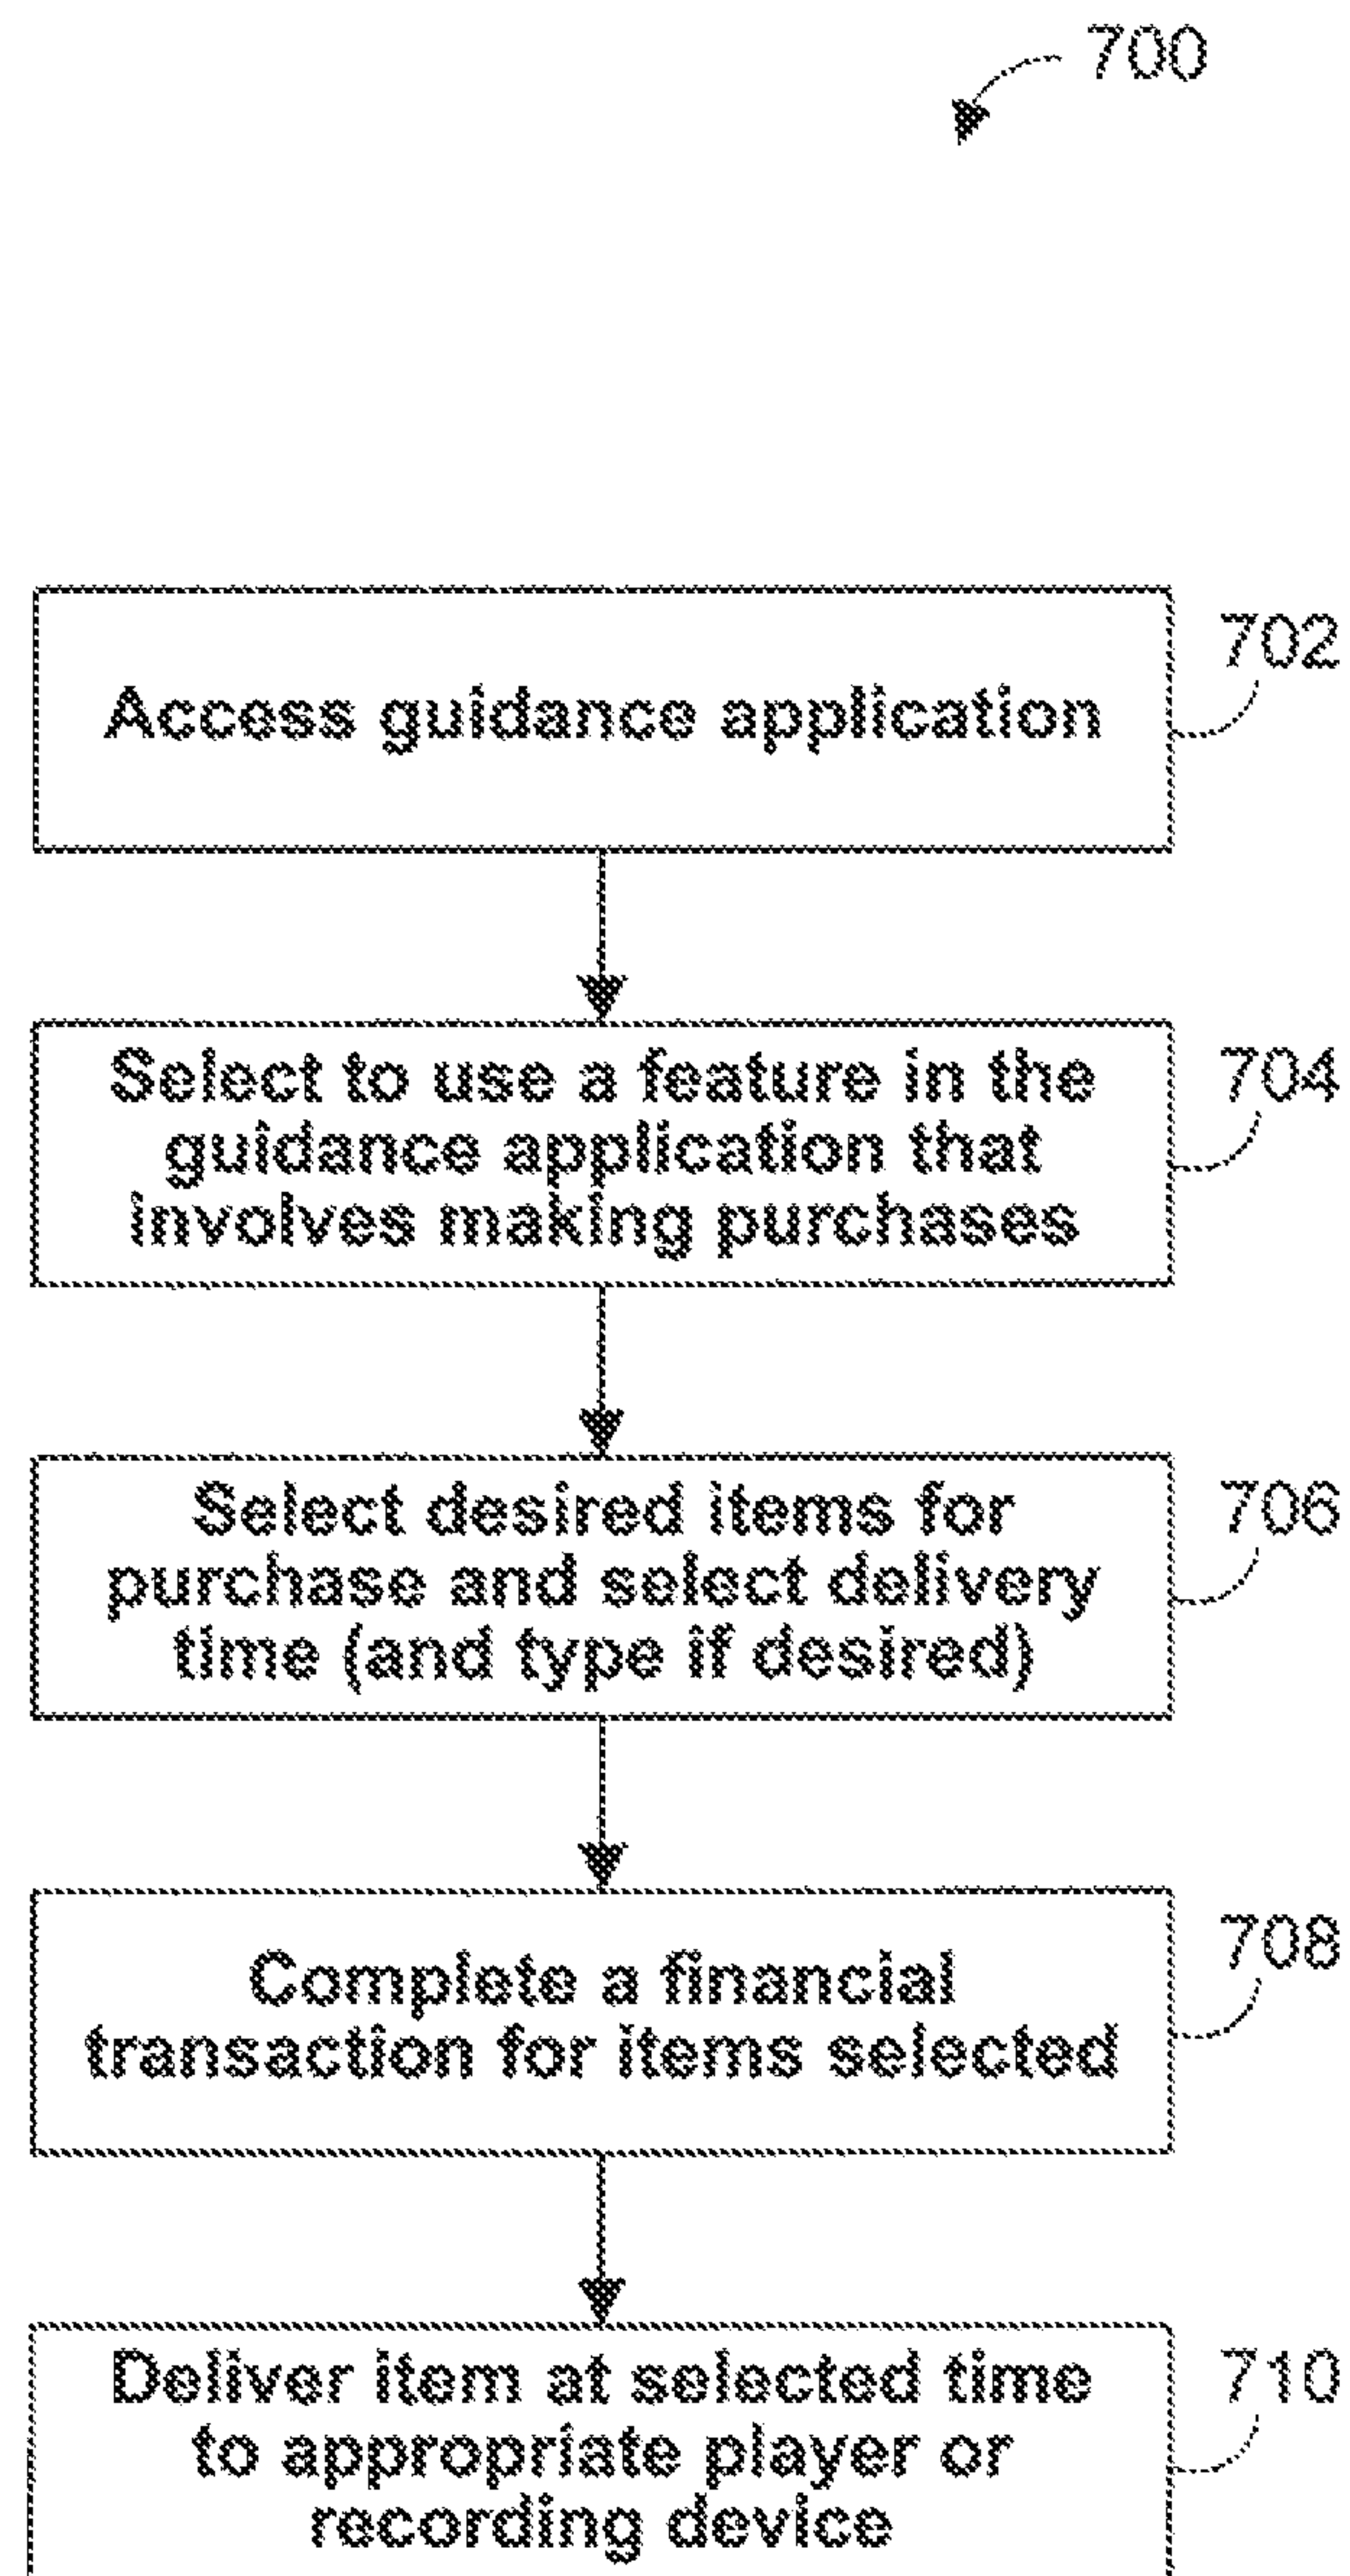 700
Access guidance application
702
Select to use a feature in the
guidance application that
involves making purchases
704
Select desired items for
purchase and select delivery
time (and type if desired)
706
Complete a financial
transaction for items selected
708
Deliver item at selected time
to appropriate player or
recording device
710